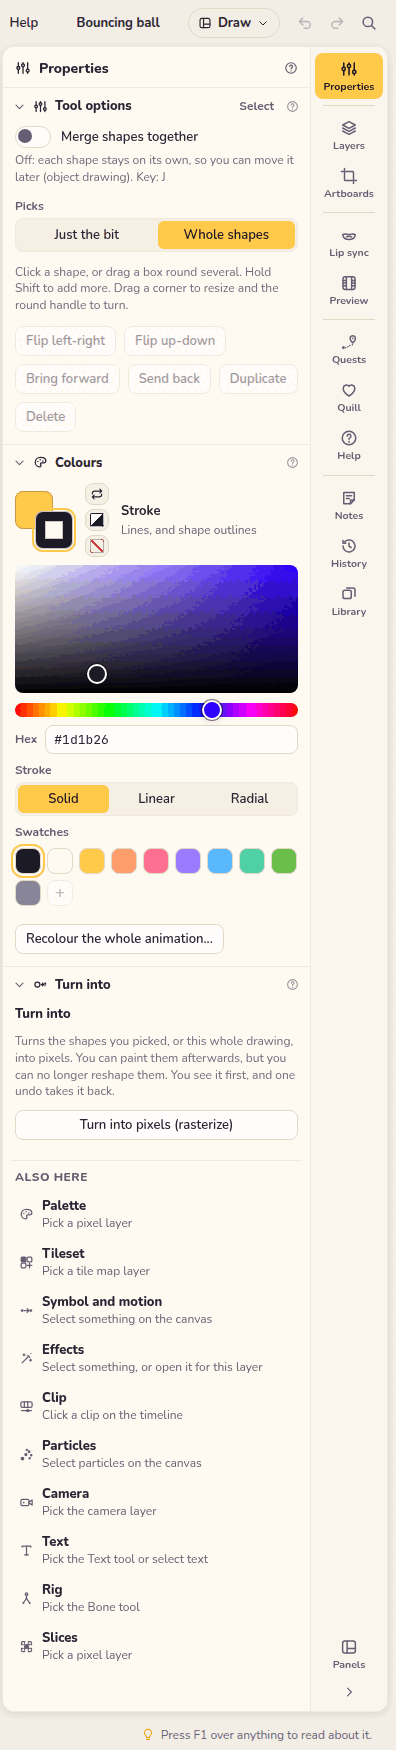 Help
Bouncing ball
Draw
Properties
Tool options
Select
Merge shapes together
Off: each shape stays on its own, so you can move it
later (object drawing). Key: J
Picks
Just the bit
Whole shapes
Click a shape, or drag a box round several. Hold
Shift to add more. Drag a corner to resize and the
round handle to turn.
Flip left-right
Flip up-down
Bring forward
Send back
Duplicate
Delete
Colours
Stroke
Lines, and shape outlines
Hex
#1d1b26
Stroke
Solid
Linear
Radial
Swatches
+
Recolour the whole animation...
Turn into
Turn into
Turns the shapes you picked, or this whole drawing,
into pixels. You can paint them afterwards, but you
can no longer reshape them. You see it first, and one
undo takes it back.
Turn into pixels (rasterize)
ALSO HERE
Palette
Pick a pixel layer
Tileset
Pick a tile map layer
Symbol and motion
Select something on the canvas
Effects
Select something, or open it for this layer
Clip
Click a clip on the timeline
Particles
Select particles on the canvas
Camera
Pick the camera layer
Text
Pick the Text tool or select text
Rig
Pick the Bone tool
Slices
Pick a pixel layer
Properties
Layers
Artboards
Lip sync
Preview
Quests
Quill
Help
Notes
History
Library
Panels
Press F1 over anything to read about it.